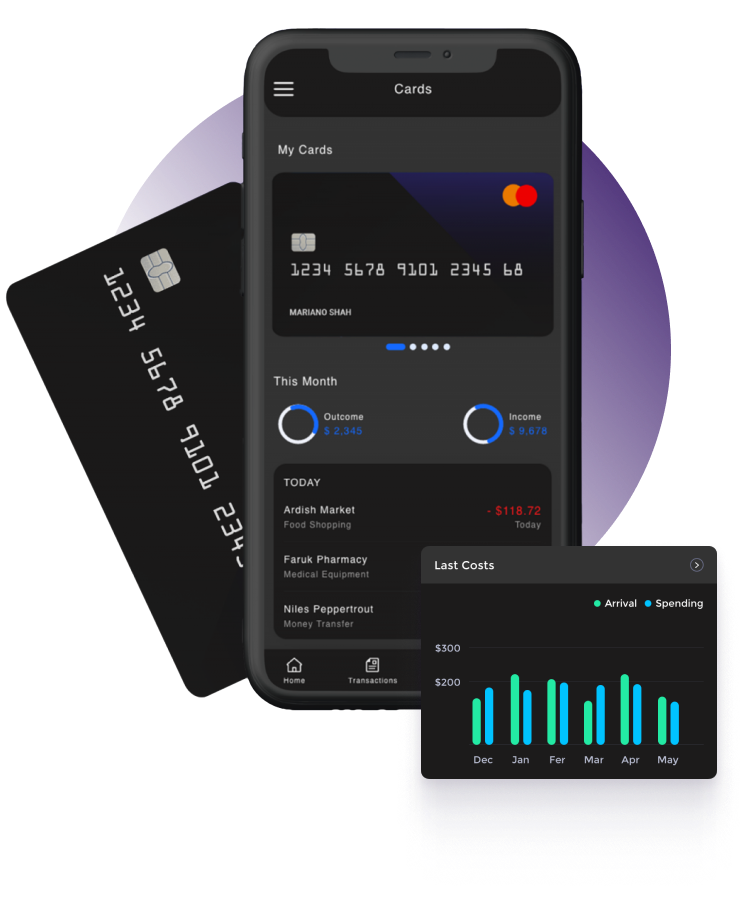 Cards
My Cards
1234 5678 9101 2345 68
MARIANO SHAH
1234 5678 9101 2345
This Month
Outcome
$ 2.345
Income
$ 9.678
TODAY
Ardish Market - $118.72
Food Shopping Today
Faruk Pharmacy
Medical Equipment
Niles Peppertrout
Money Transfer
Home Transactions
Last Costs
Arrival Spending
$300
$200
Dec Jan Fer Mar Apr May